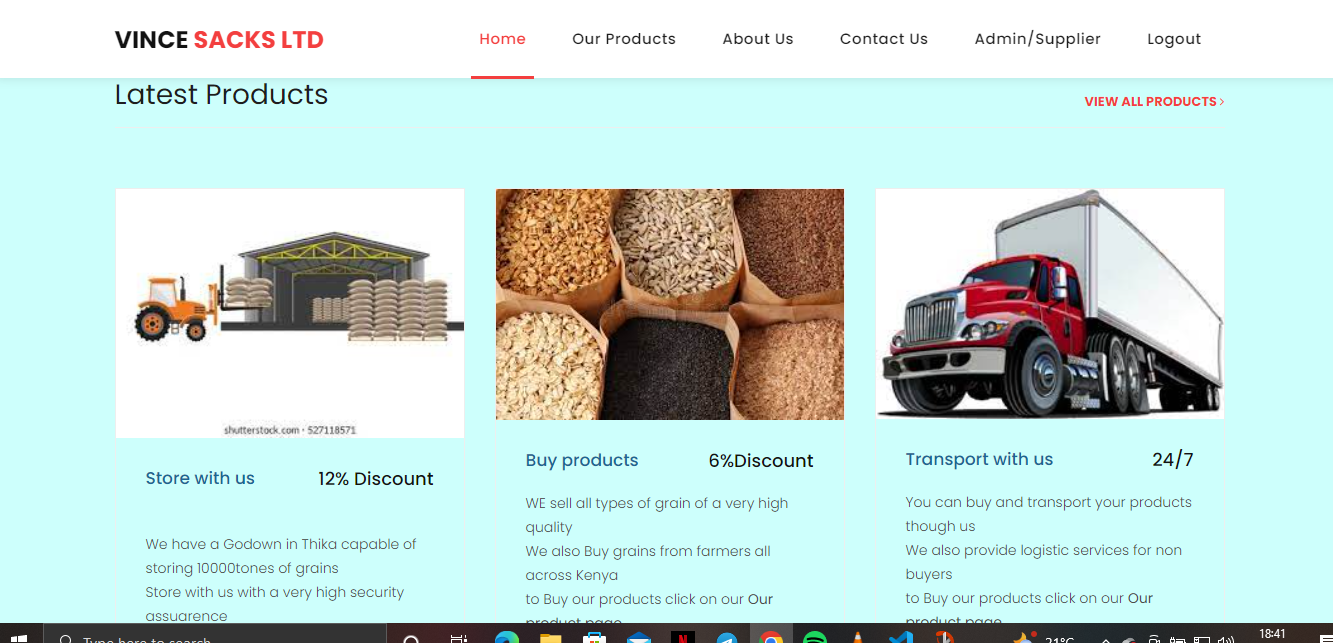 VINCE SACKS LTD
Home
Our Products
About Us
Contact Us
Admin/Supplier
Logout
Latest Products
VIEW ALL PRODUCTS
shutterstock.com · 527118571
Store with us
12% Discount
We have a Godown in Thika capable of
storing 10000tones of grains
Store with us with a very high security
assuarence
Buy products
6%Discount
WE sell all types of grain of a very high
quality
We also Buy grains from farmers all
across Kenya
to Buy our products click on our Our
product page
Transport with us
24/7
You can buy and transport your products
though us
We also provide logistic services for non
buyers
to Buy our products click on our Our
product page
Type here to search
21°C
18:41